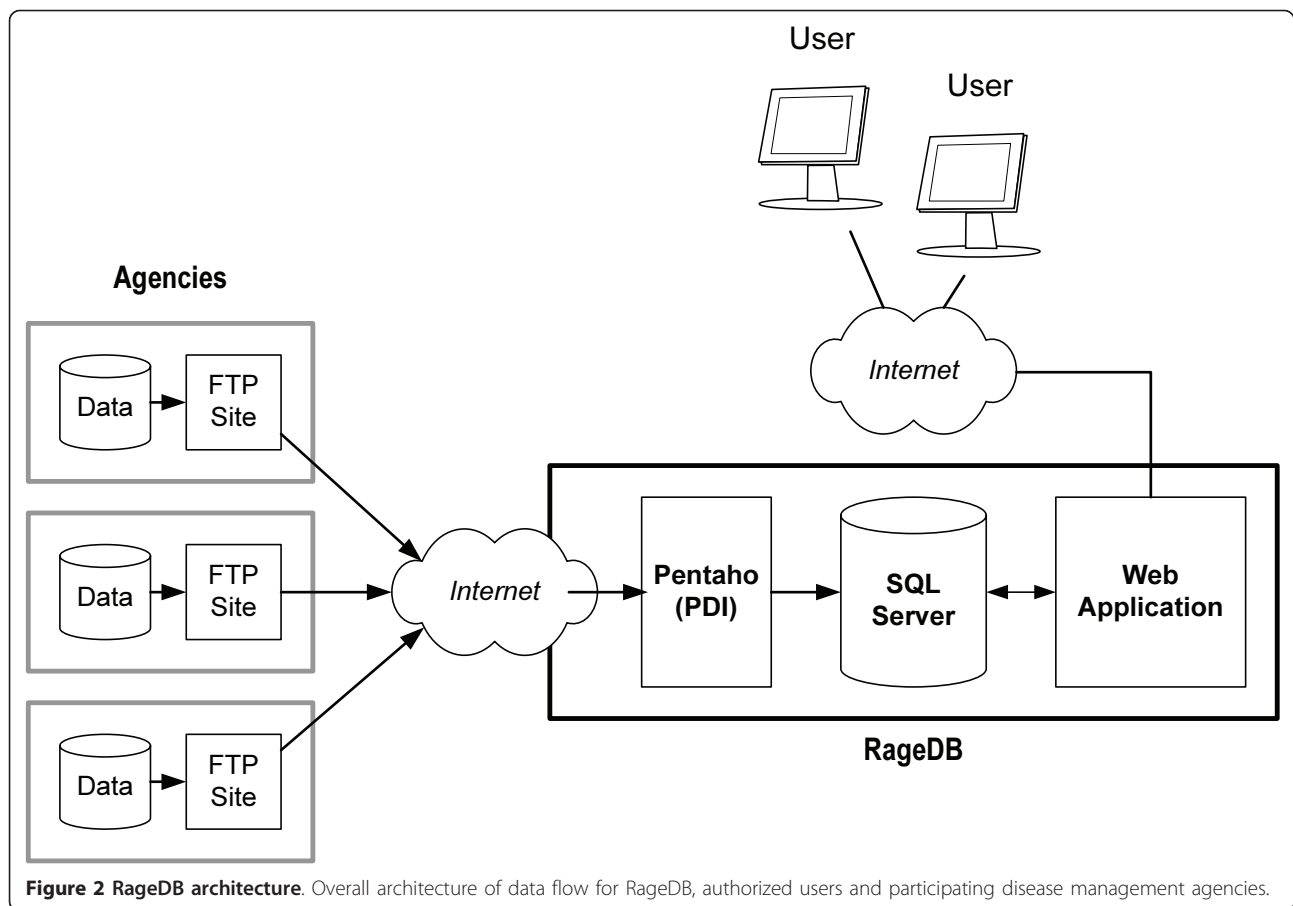 User
User
Agencies
Internet
Data
FTP
Site
Data
FTP
Site
Data
FTP
Site
Internet
Pentaho
(PDI)
SQL
Server
Web
Application
RageDB
Figure 2 RageDB architecture. Overall architecture of data flow for RageDB, authorized users and participating disease management agencies.